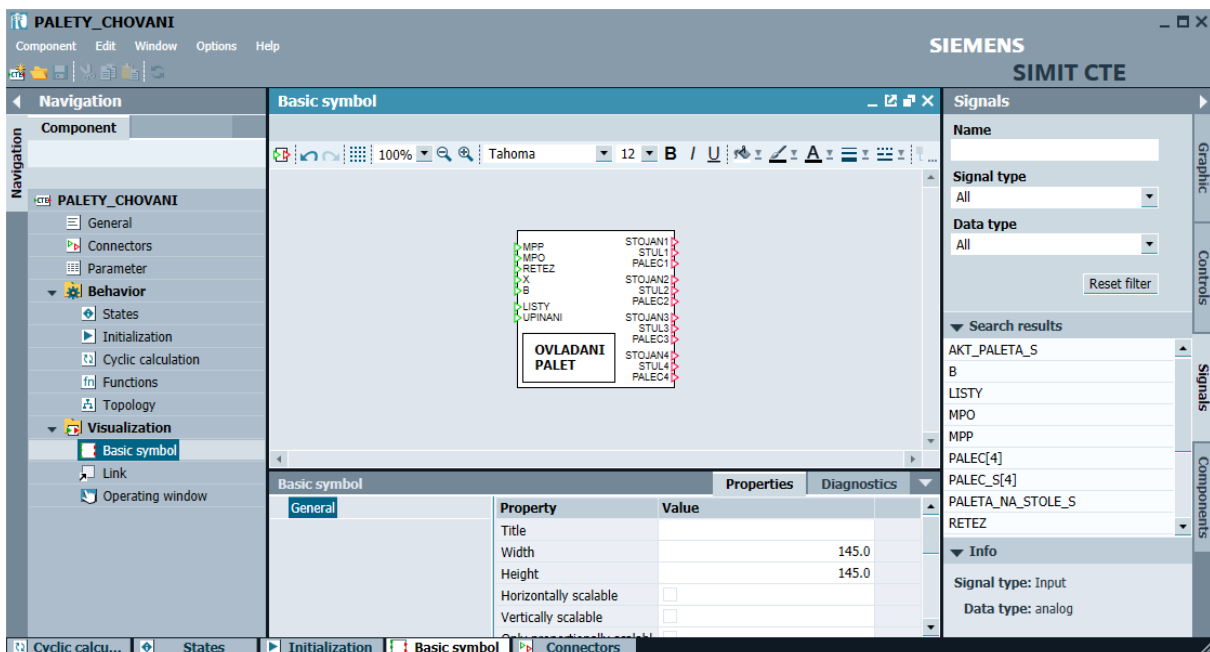 PALETY_CHOVANI
Component Edit Window Options Help
SIEMENS
SIMIT CTE
Navigation
Navigation
Component
PALETY_CHOVANI
General
Connectors
Parameter
Behavior
States
Initialization
Cyclic calculation
Functions
Topology
Visualization
Basic symbol
Link
Operating window
Basic symbol
100% Tahoma 12 B I U A
MPP
MPO
RETEZ
X
B
LISTY
UPINANI
OVLADANI
PALET
STOJAN1
STUL1
PALEC1
STOJAN2
STUL2
PALEC2
STOJAN3
STUL3
PALEC3
STOJAN4
STUL4
PALEC4
Basic symbol Properties Diagnostics
General
Property Value
Title
Width 145.0
Height 145.0
Horizontally scalable
Vertically scalable
Signals
Name
Signal type
All
Data type
All
Reset filter
Search results
AKT_PALETA_S
B
LISTY
MPO
MPP
PALEC[4]
PALEC_S[4]
PALETA_NA_STOLE_S
RETEZ
Info
Signal type: Input
Data type: analog
Graphic
Controls
Signals
Components
Cyclic calcu... States Initialization Basic symbol Connectors